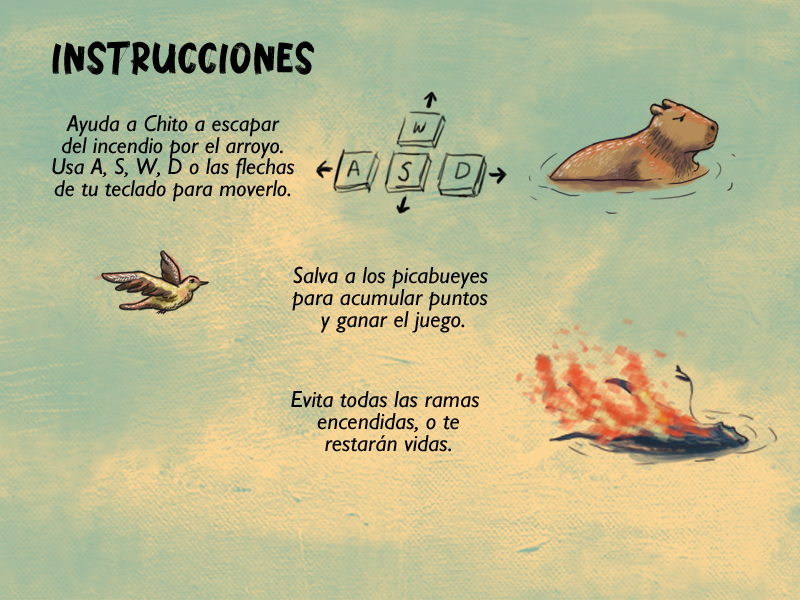 INSTRUCCIONES
Ayuda a Chito a escapar
del incendio por el arroyo.
Usa A, S, W, D o las flechas
de tu teclado para moverlo.
W
A S D
Salva a los picabueyes
para acumular puntos
y ganar el juego.
Evita todas las ramas
encendidas, o te
restarán vidas.